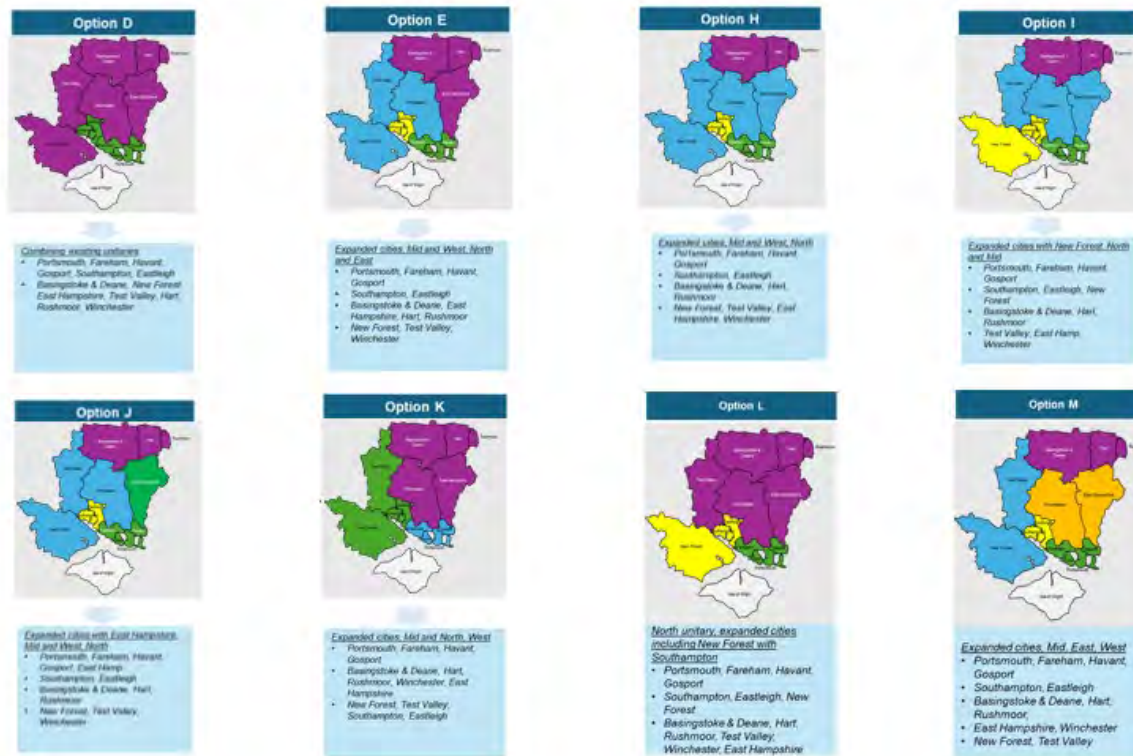 Option D
Option E
Option H
Option I
Combining existing unitaries
• Portsmouth, Fareham, Havant,
Gosport, Southampton, Eastleigh
• Basingstoke & Deane, New Forest
East Hampshire, Test Valley, Hart,
Rushmoor, Winchester
Expanded cities, Mid and West, North
and East
• Portsmouth, Fareham, Havant,
Gosport
• Southampton, Eastleigh
• Basingstoke & Deane, East
Hampshire, Hart, Rushmoor
• New Forest, Test Valley,
Winchester
Expanded cities, Mid and West, North
• Portsmouth, Fareham, Havant,
Gosport
• Southampton, Eastleigh
• Basingstoke & Deane, Hart,
Rushmoor
• New Forest, Test Valley, East
Hampshire, Winchester
Expanded cities with New Forest, North
and Mid
• Portsmouth, Fareham, Havant,
Gosport
• Southampton, Eastleigh, New
Forest
• Basingstoke & Deane, Hart,
Rushmoor
• Test Valley, East Hamp,
Winchester
Option J
Option K
Option L
Option M
Expanded cities with East Hampshire,
Mid and West, North
• Portsmouth, Fareham, Havant,
Gosport, East Hamp
• Southampton, Eastleigh
• Basingstoke & Deane, Hart,
Rushmoor
• New Forest, Test Valley,
Winchester
Expanded cities, Mid and North, West
• Portsmouth, Fareham, Havant,
Gosport
• Basingstoke & Deane, Hart,
Rushmoor, Winchester, East
Hampshire
• New Forest, Test Valley,
Southampton, Eastleigh
North unitary, expanded cities
including New Forest with
Southampton
• Portsmouth, Fareham, Havant,
Gosport
• Southampton, Eastleigh, New
Forest
• Basingstoke & Deane, Hart,
Rushmoor, Test Valley,
Winchester, East Hampshire
Expanded cities, Mid, East, West
• Portsmouth, Fareham, Havant,
Gosport
• Southampton, Eastleigh
• Basingstoke & Deane, Hart,
Rushmoor,
• East Hampshire, Winchester
• New Forest, Test Valley